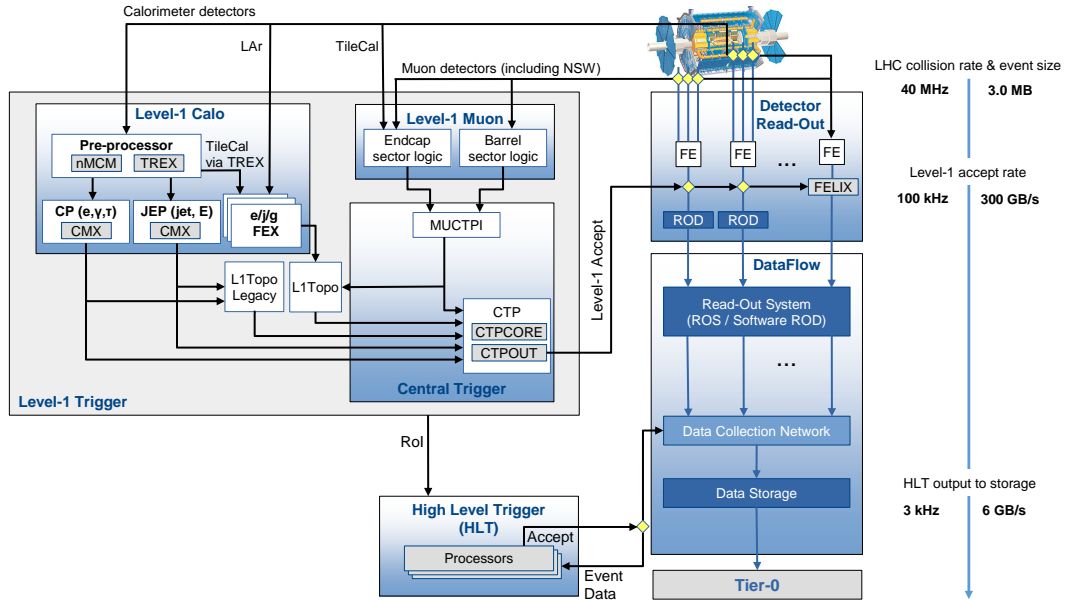 Calorimeter detectors
LAr
TileCal
Muon detectors (including NSW)
LHC collision rate & event size
40 MHz
3.0 MB
Level-1 Calo
Pre-processor
nMCM
TREX
TileCal
via TREX
CP (e,γ,τ)
CMX
JEP (jet, E)
CMX
e/j/g
FEX
Level-1 Muon
Endcap
sector logic
Barrel
sector logic
Detector
Read-Out
FE
FE
...
FE
Level-1 accept rate
100 kHz
300 GB/s
FELIX
ROD
ROD
MUCTPI
L1Topo
Legacy
L1Topo
CTP
CTPCORE
CTPOUT
Central Trigger
Level-1 Trigger
Level-1 Accept
DataFlow
Read-Out System
(ROS / Software ROD)
...
Data Collection Network
Data Storage
RoI
High Level Trigger
(HLT)
Accept
Processors
Event
Data
HLT output to storage
3 kHz
6 GB/s
Tier-0